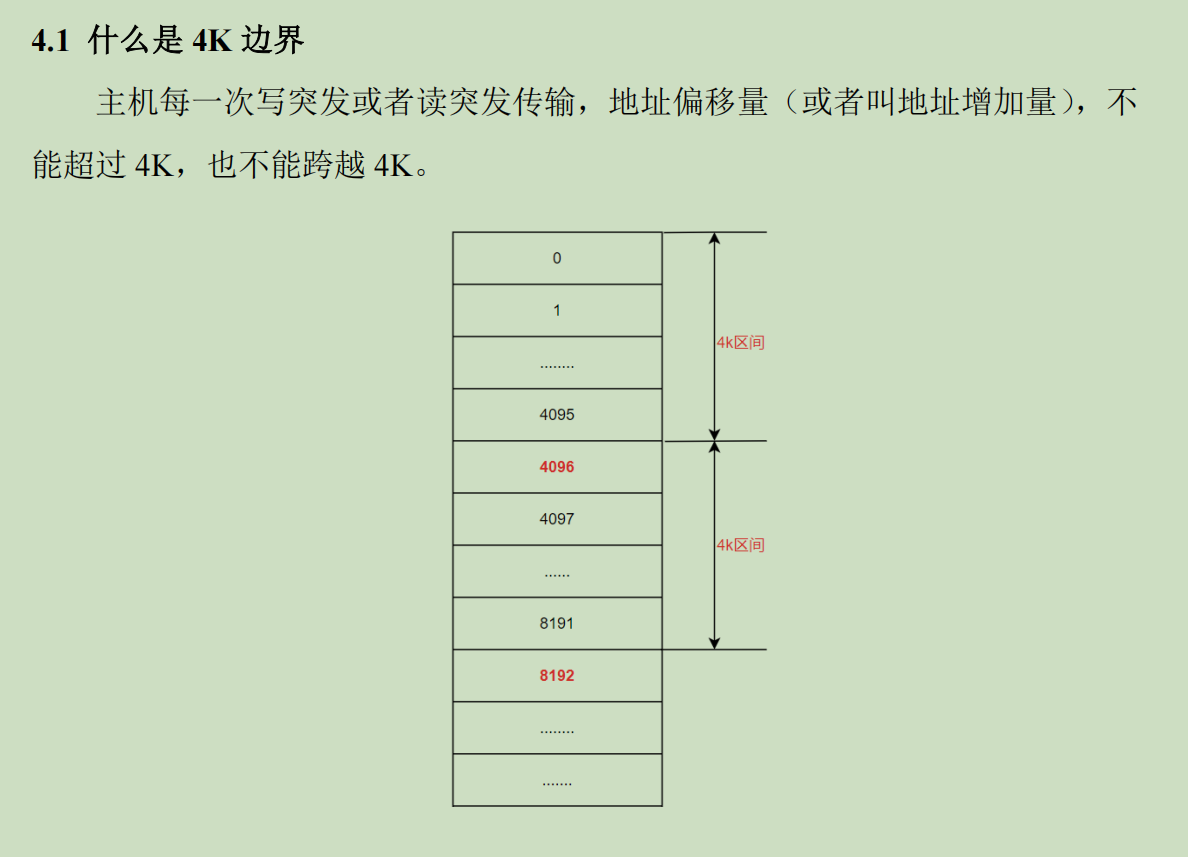 4.1 什么是 4K 边界
主机每一次写突发或者读突发传输，地址偏移量（或者叫地址增加量），不
能超过 4K，也不能跨越 4K。
0
1
........
4k区间
4095
4096
4097
4k区间
......
8191
8192
........
.......